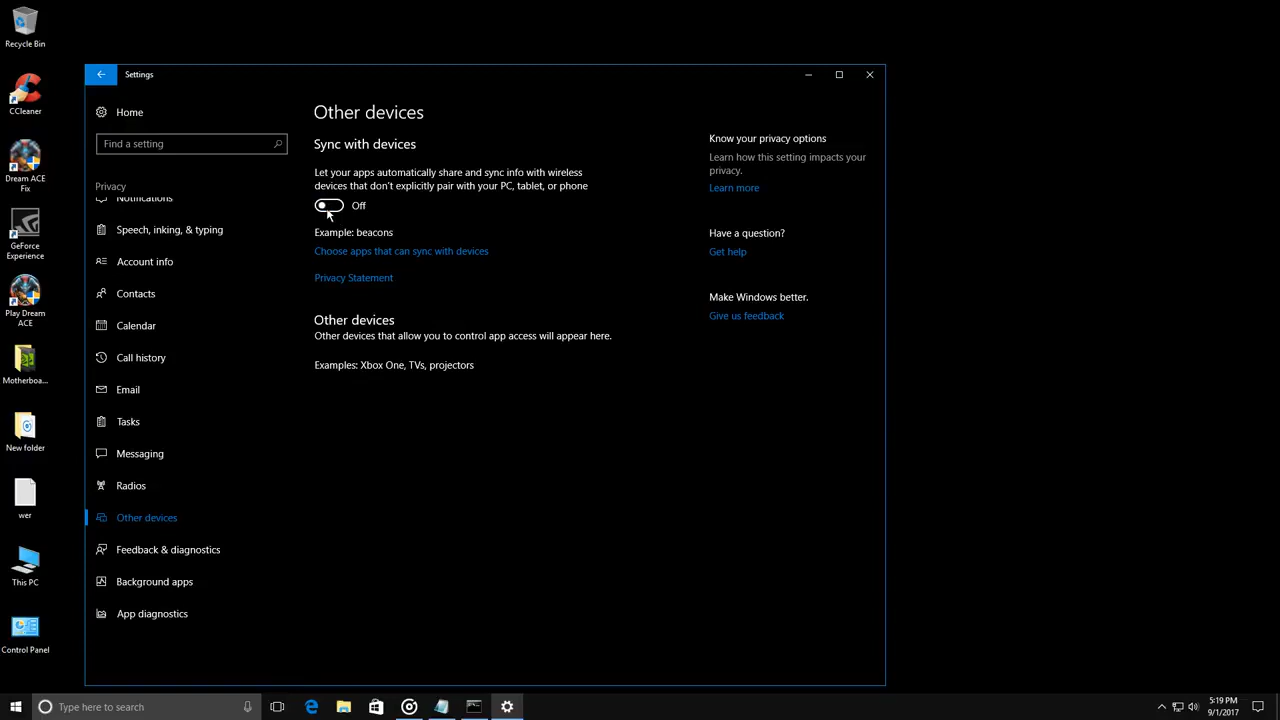 Recycle Bin
CCleaner
Dream ACE
Fix
GeForce
Experience
Play Dream
ACE
Motherboa...
New folder
wer
This PC
Control Panel
Settings
Home
Find a setting
Privacy
Notifications
Speech, inking, & typing
Account info
Contacts
Calendar
Call history
Email
Tasks
Messaging
Radios
Other devices
Feedback & diagnostics
Background apps
App diagnostics
Other devices
Sync with devices
Let your apps automatically share and sync info with wireless
devices that don't explicitly pair with your PC, tablet, or phone
Off
Example: beacons
Choose apps that can sync with devices
Privacy Statement
Other devices
Other devices that allow you to control app access will appear here.
Examples: Xbox One, TVs, projectors
Know your privacy options
Learn how this setting impacts your
privacy.
Learn more
Have a question?
Get help
Make Windows better.
Give us feedback
Type here to search
5:19 PM
9/1/2017